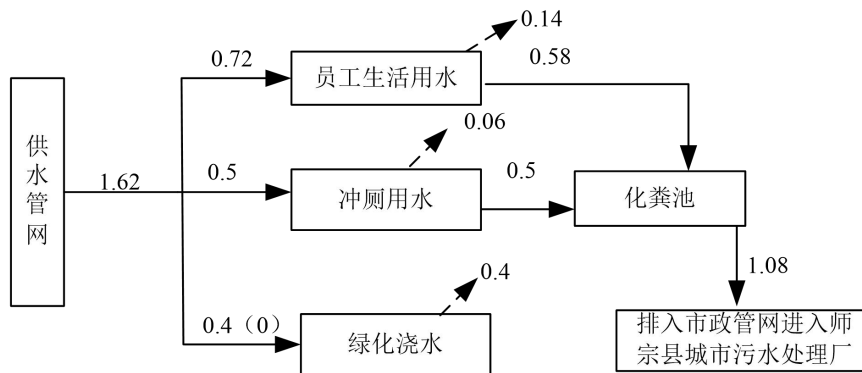 0.14
0.72
员工生活用水
0.58
供水管网
1.62
0.06
0.5
冲厕用水
0.5
化粪池
1.08
0.4
0.4（0）
绿化浇水
排入市政管网进入师
宗县城市污水处理厂